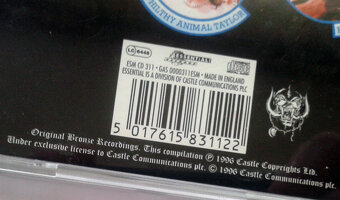 PHILTHY ANIMAL TAYLOR
LC 6448
ESSENTIAL!
ESM CD 311 · GAS 0000311ESM · MADE IN ENGLAND
ESSENTIAL IS A DIVISION OF CASTLE COMMUNICATIONS PLC
5 017615 831122
Original Bronze Recordings. This compilation ℗ 1996 Castle Copyrights Ltd.
Under exclusive license to Castle Communications plc. © 1996 Castle Communications plc